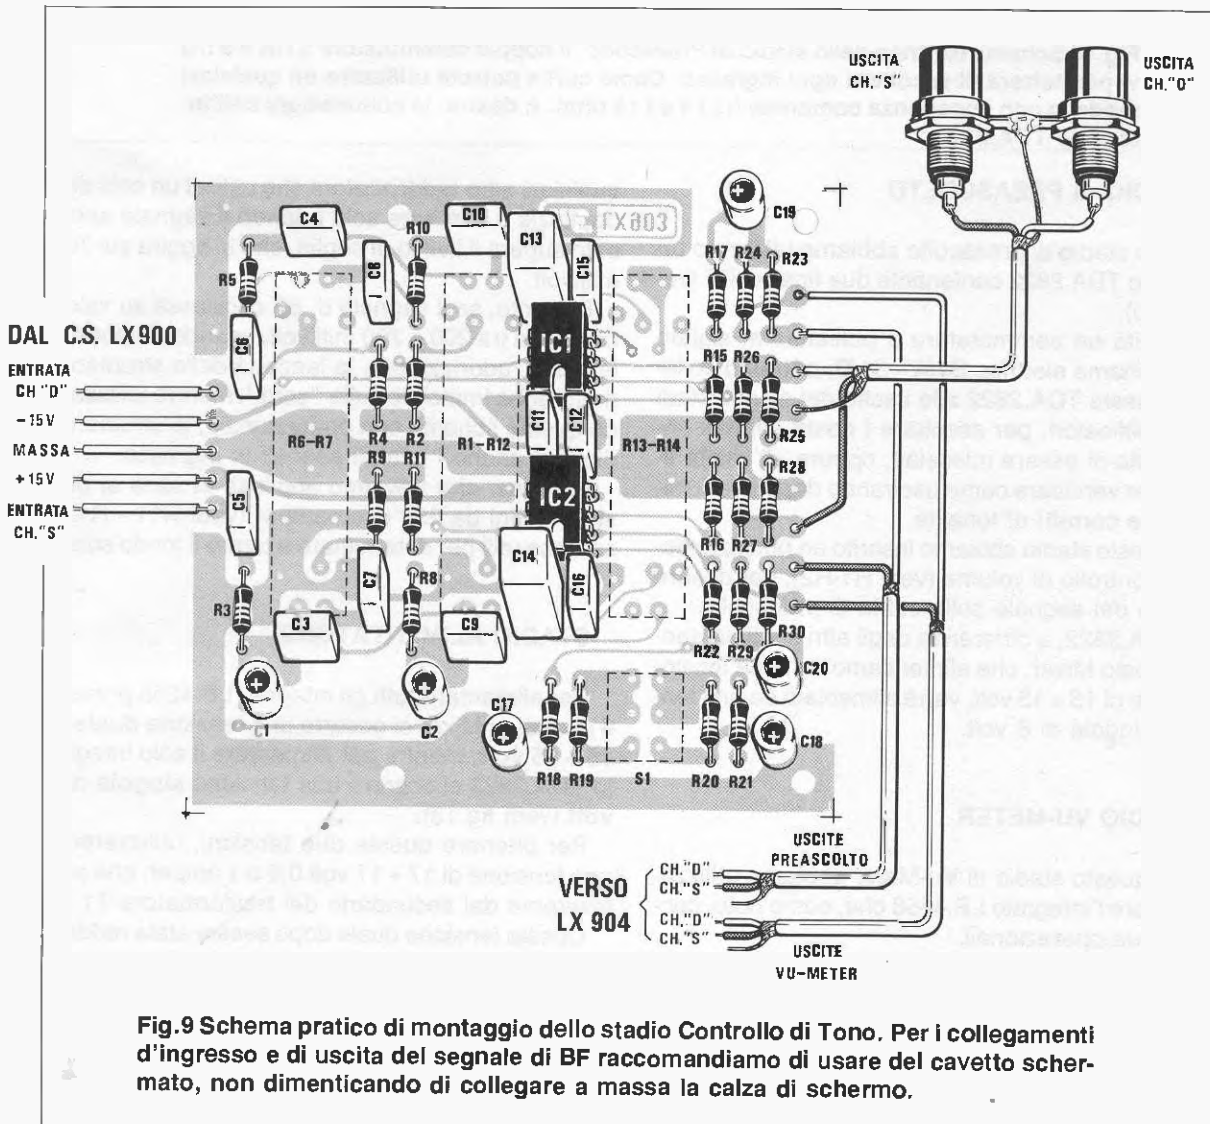 USCITA
CH."S"
USCITA
CH."D"
C4
C10
R10
C13
LX903
C19
C8
C15
R17
R24
R23
R5
DAL C.S. LX900
C6
IC1
ENTRATA
CH "D"
-15V
MASSA
+15V
ENTRATA
CH."S"
R15
R26
C11
C12
R6-R7
R4
R2
R1-R12
R13-R14
R25
R9
R11
R28
C5
IC2
R16
R27
C14
C7
R8
C16
R3
C3
C9
R22
R29
R30
C20
C1
C2
C17
C18
R18
R19
S1
R20
R21
USCITE
PREASCOLTO
VERSO
LX 904
CH."D"
CH."S"
CH."D"
CH."S"
USCITE
VU-METER
Fig.9 Schema pratico di montaggio dello stadio Controllo di Tono. Per i collegamenti
d'ingresso e di uscita del segnale di BF raccomandiamo di usare del cavetto scher-
mato, non dimenticando di collegare a massa la calza di schermo.